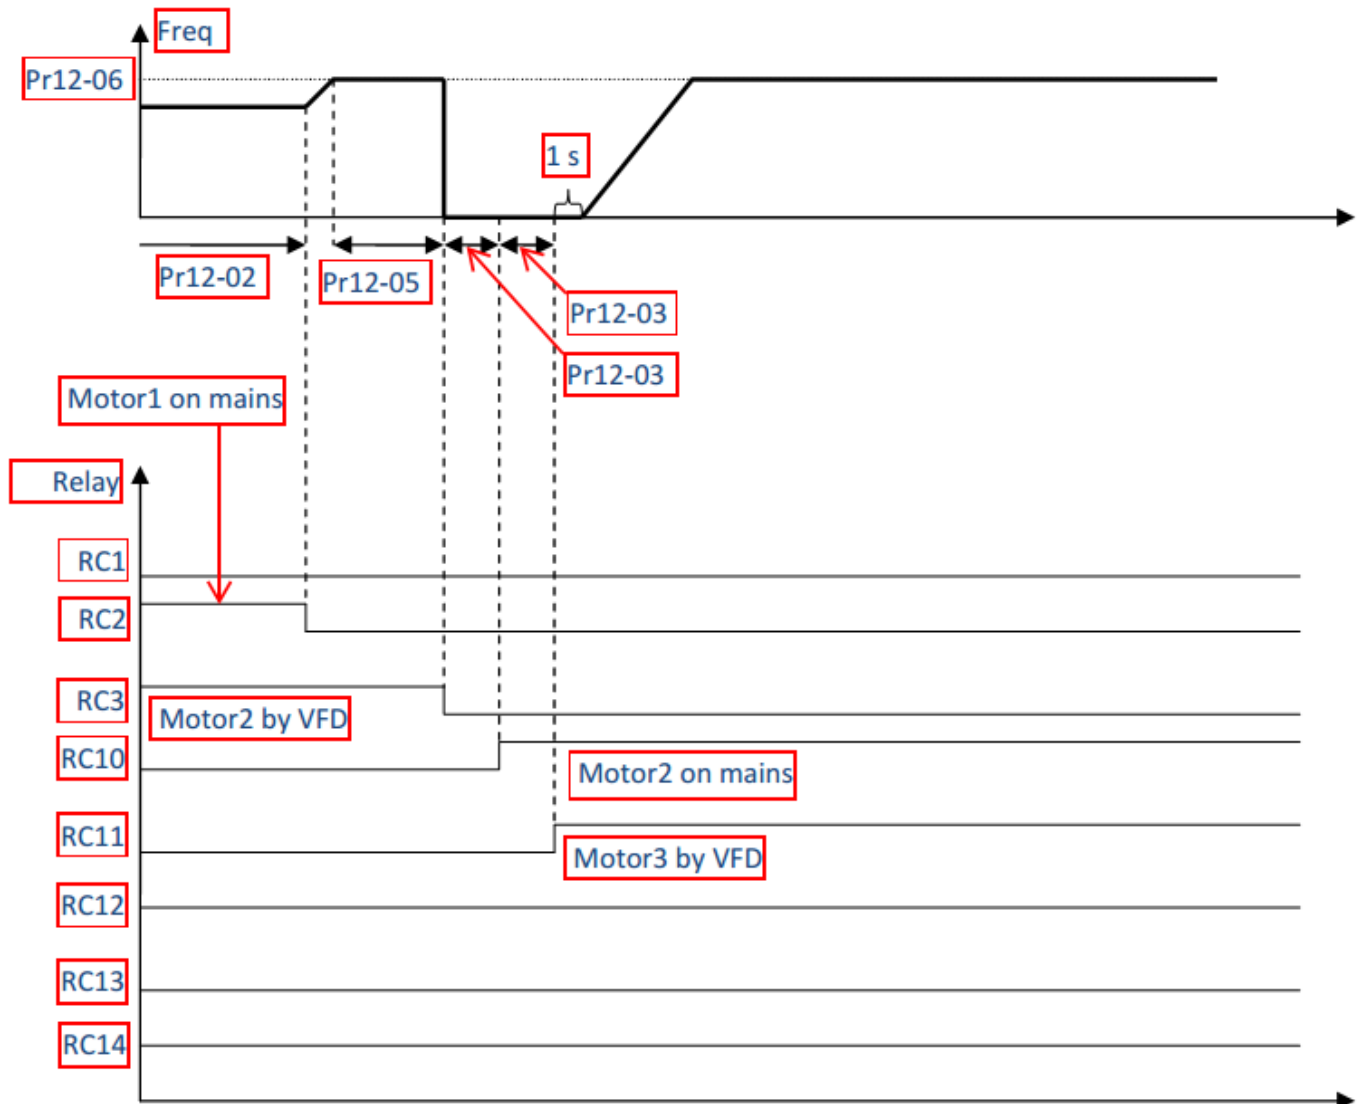 Freq
Pr12-06
1 s
Pr12-02
Pr12-05
Pr12-03
Pr12-03
Motor1 on mains
Relay
RC1
RC2
RC3
Motor2 by VFD
RC10
Motor2 on mains
RC11
Motor3 by VFD
RC12
RC13
RC14